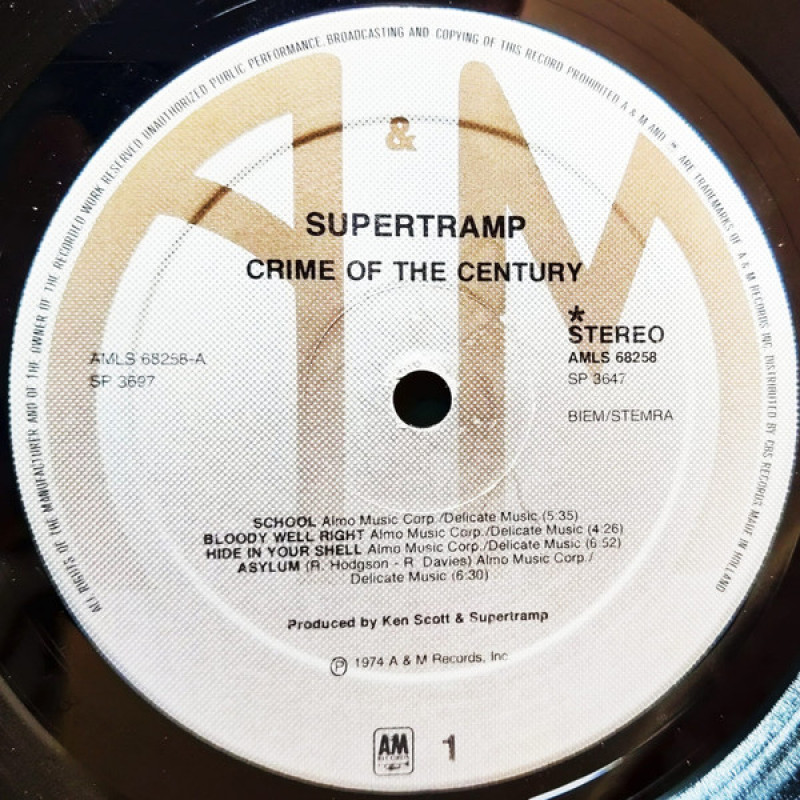 ALL RIGHTS OF THE MANUFACTURER AND OF THE OWNER OF THE RECORDED WORK RESERVED UNAUTHORIZED PUBLIC PERFORMANCE, BROADCASTING AND COPYING OF THIS RECORD PROHIBITED A & M AND ™ ARE TRADEMARKS OF A & M RECORDS INC DISTRIBUTED BY CBS RECORDS MADE IN HOLLAND
A & M
SUPERTRAMP
CRIME OF THE CENTURY
*
STEREO
AMLS 68258-A
AMLS 68258
SP 3697
SP 3647
BIEM/STEMRA
SCHOOL Almo Music Corp./Delicate Music (5:35)
BLOODY WELL RIGHT Almo Music Corp./Delicate Music (4:26)
HIDE IN YOUR SHELL Almo Music Corp./Delicate Music (6:52)
ASYLUM (R. Hodgson - R. Davies) Almo Music Corp./
Delicate Music (6:30)
Produced by Ken Scott & Supertramp
℗ 1974 A & M Records, Inc
AM
RECORDS
1